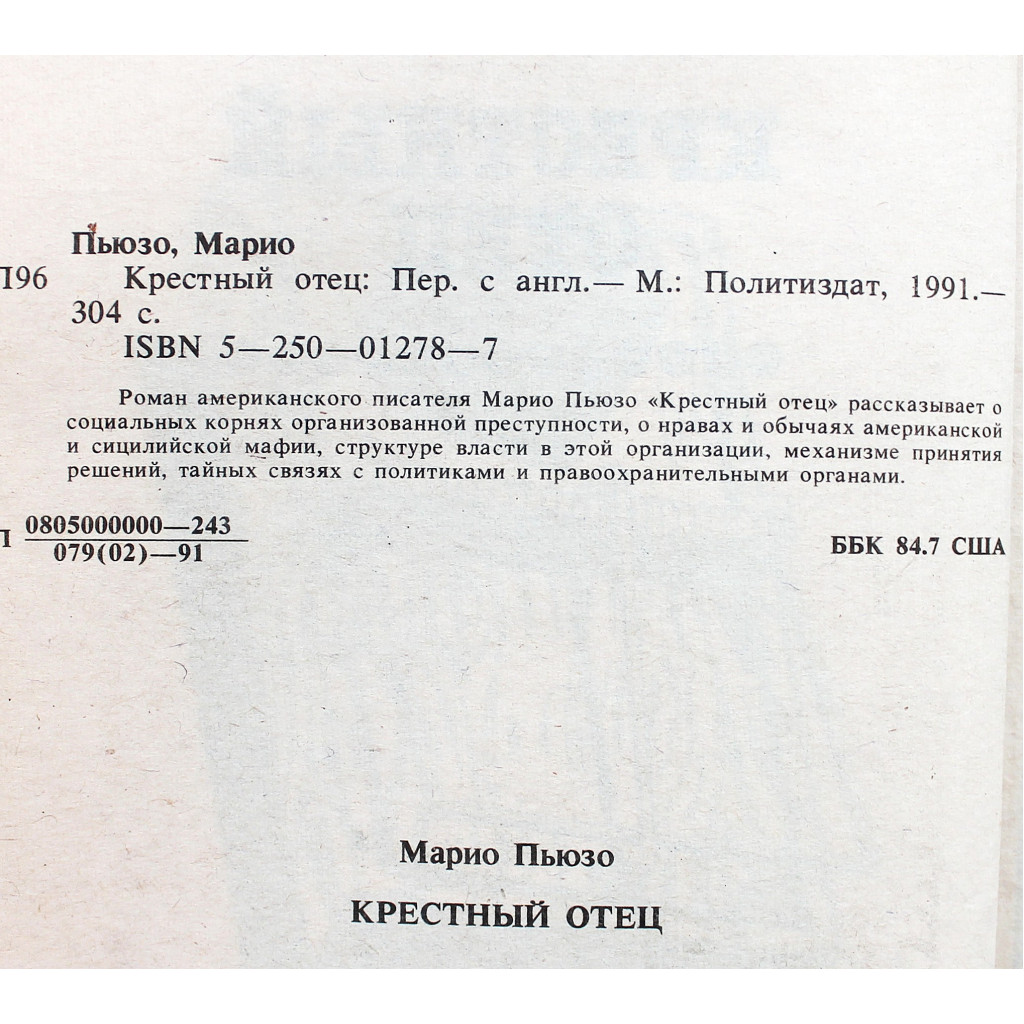 Пьюзо, Марио
П96 Крестный отец: Пер. с англ.— М.: Политиздат, 1991.—
304 с.
ISBN 5—250—01278—7
Роман американского писателя Марио Пьюзо «Крестный отец» рассказывает о
социальных корнях организованной преступности, о нравах и обычаях американской
и сицилийской мафии, структуре власти в этой организации, механизме принятия
решений, тайных связях с политиками и правоохранительными органами.
П 0805000000—243
079(02)—91
ББК 84.7 США
Марио Пьюзо
КРЕСТНЫЙ ОТЕЦ